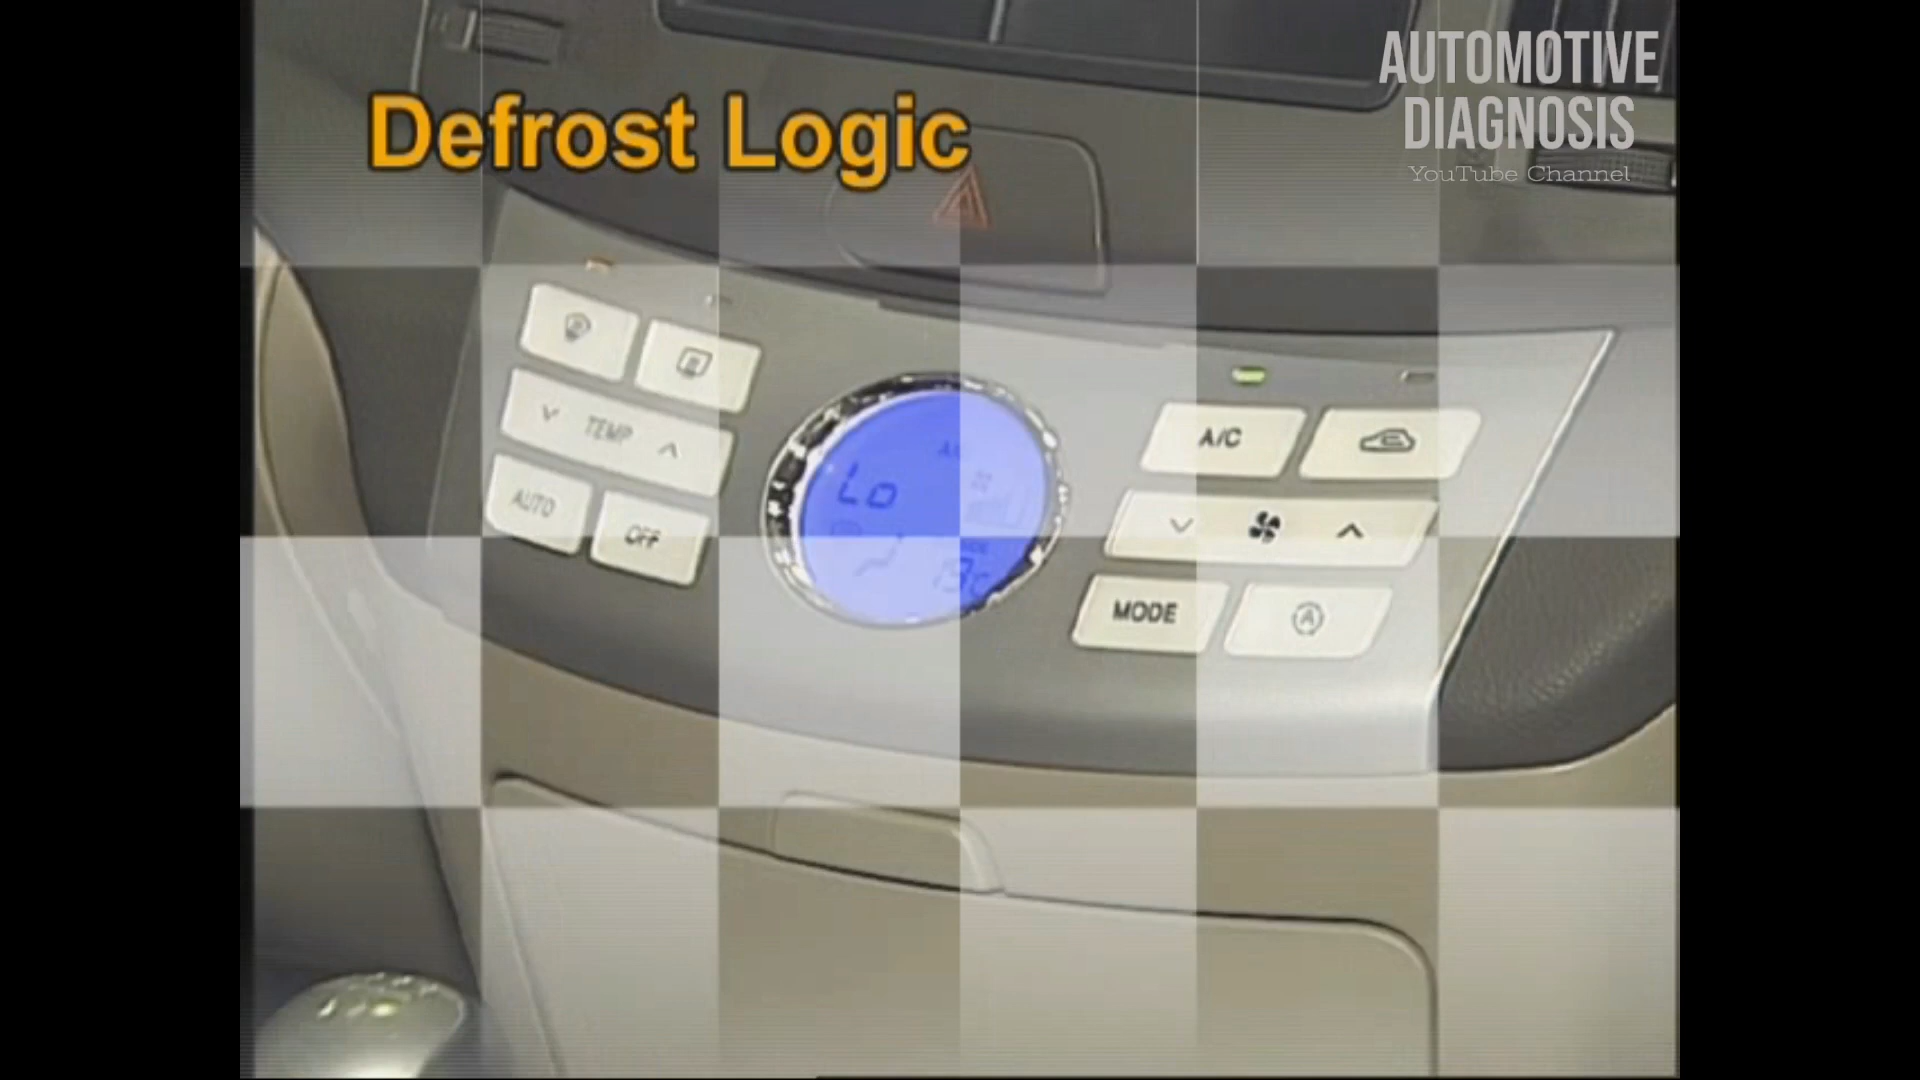 AUTOMOTIVE
DIAGNOSIS
YouTube Channel
Defrost Logic
TEMP
AUTO
OFF
Lo
A/C
MODE
A